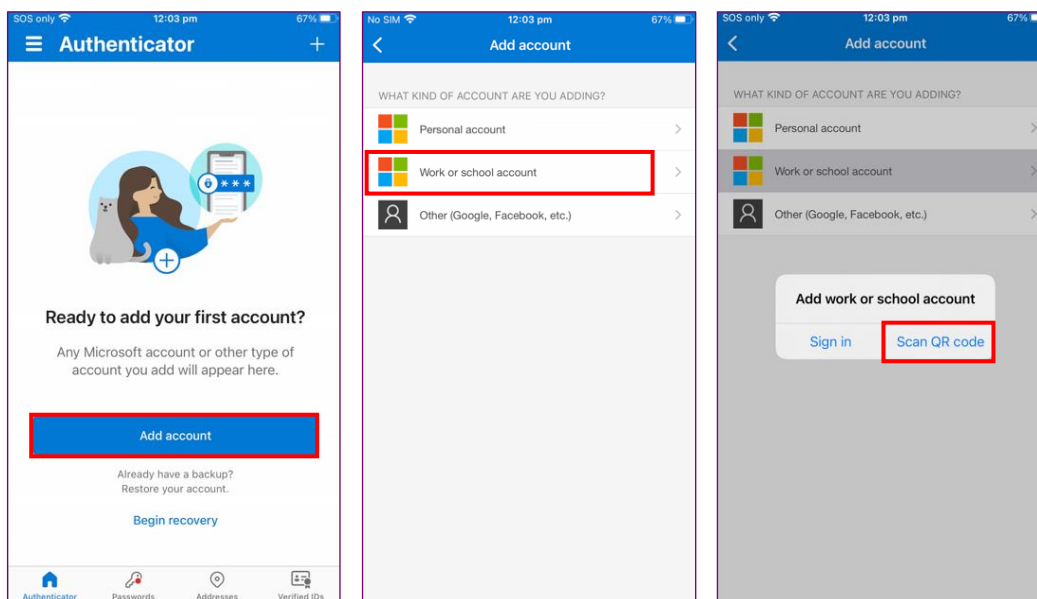 SOS only 12:03 pm 67%
Authenticator
* * *
Ready to add your first account?
Any Microsoft account or other type of
account you add will appear here.
Add account
Already have a backup?
Restore your account.
Begin recovery
Authenticator Passwords Addresses Verified IDs
No SIM 12:03 pm 67%
Add account
WHAT KIND OF ACCOUNT ARE YOU ADDING?
Personal account
Work or school account
Other (Google, Facebook, etc.)
SOS only 12:03 pm 67%
Add account
WHAT KIND OF ACCOUNT ARE YOU ADDING?
Personal account
Work or school account
Other (Google, Facebook, etc.)
Add work or school account
Sign in Scan QR code